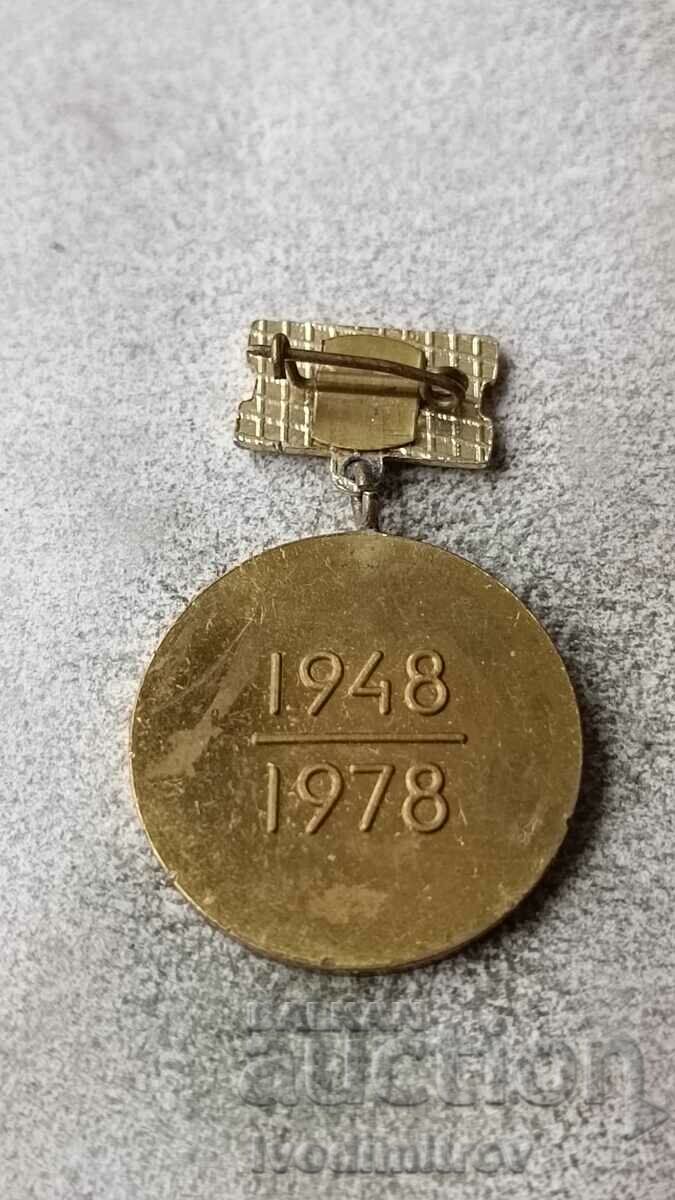 1948
1978
BALKAN
auction
ivodimitrov